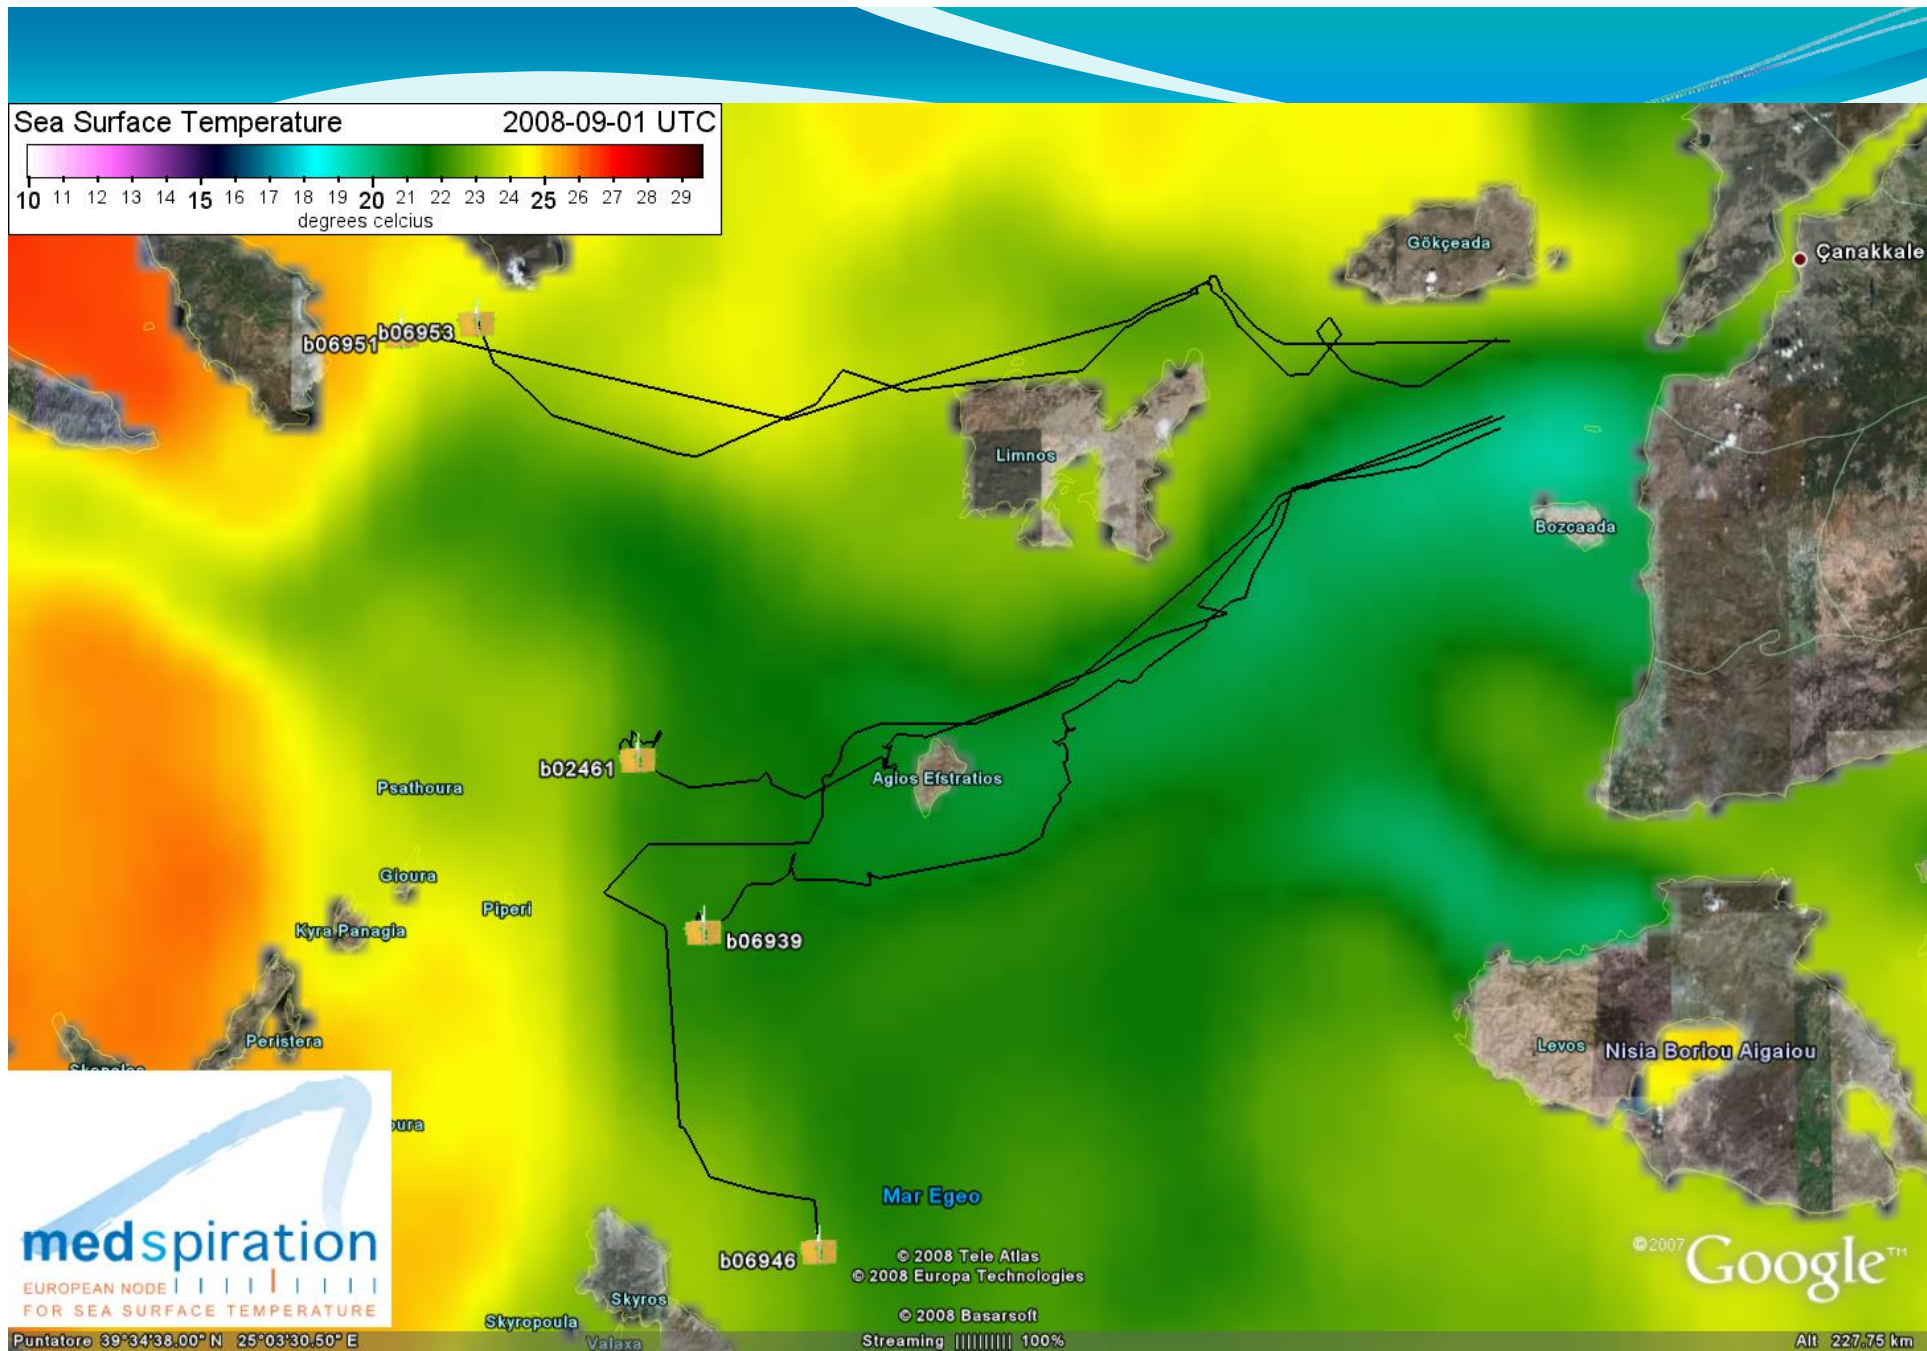 Sea Surface Temperature 2008-09-01 UTC
10 11 12 13 14 15 16 17 18 19 20 21 22 23 24 25 26 27 28 29
degrees celcius
Gökçeada
Çanakkale
b06951
b06953
Limnos
Bozcaada
b02461
Agios Efstratios
Psathoura
Gioura
Piperi
Kyra Panagia
b06939
Peristera
Levos
Nisia Boriou Aigaiou
oura
Mar Egeo
b06946
© 2008 Tele Atlas
© 2008 Europa Technologies
© 2008 Basarsoft
©2007 Google™
Skyros
Skyropoula
Valaxa
medspiration
EUROPEAN NODE
FOR SEA SURFACE TEMPERATURE
Puntatore 39°34'38.00" N 25°03'30.50" E
Streaming |||||||||| 100%
Alt 227.75 km